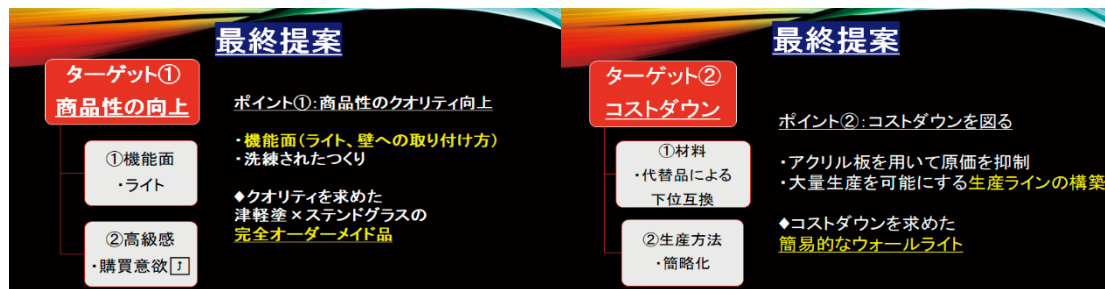 最終提案
ターゲット①
商品性の向上
①機能面
・ライト
②高級感
・購買意欲⤴
ポイント①:商品性のクオリティ向上
・機能面(ライト、壁への取り付け方)
・洗練されたつくり
◆クオリティを求めた
津軽塗×ステンドグラスの
完全オーダーメイド品
最終提案
ターゲット②
コストダウン
①材料
・代替品による
下位互換
②生産方法
・簡略化
ポイント②:コストダウンを図る
・アクリル板を用いて原価を抑制
・大量生産を可能にする生産ラインの構築
◆コストダウンを求めた
簡易的なウォールライト